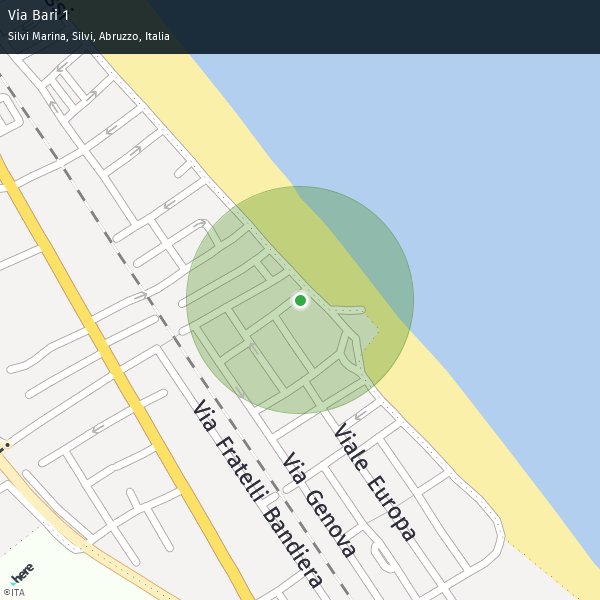 Via Bari 1
Silvi Marina, Silvi, Abruzzo, Italia
Via Fratelli Bandiera
Via Genova
Viale Europa
here
©ITA